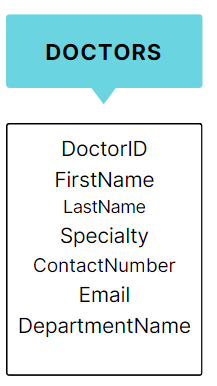 DOCTORS
DoctorID
FirstName
LastName
Specialty
ContactNumber
Email
DepartmentName